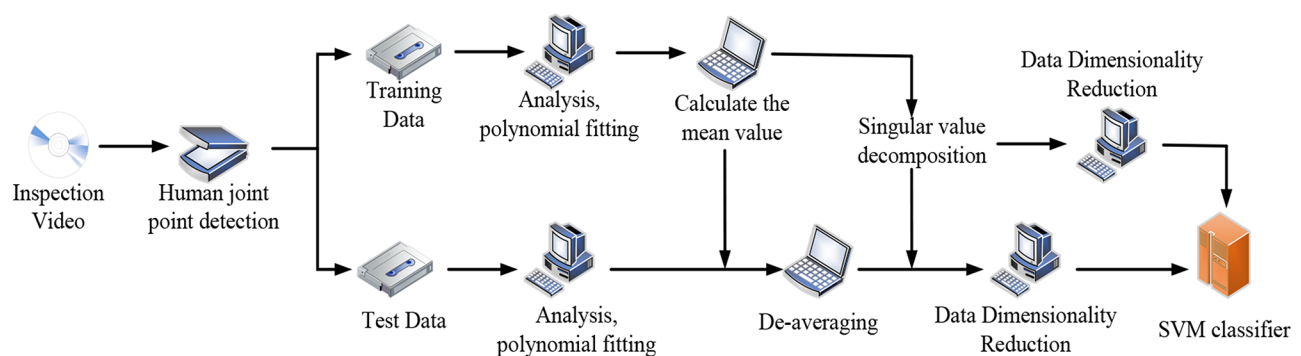 Inspection
Video
Human joint
point detection
Training
Data
Analysis,
polynomial fitting
Calculate the
mean value
Singular value
decomposition
Data Dimensionality
Reduction
Test Data
Analysis,
polynomial fitting
De-averaging
Data Dimensionality
Reduction
SVM classifier